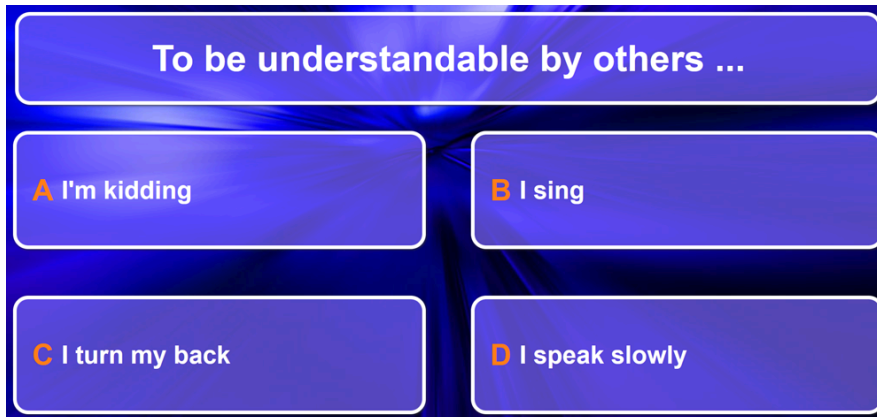 To be understandable by others ...
A I'm kidding
B I sing
C I turn my back
D I speak slowly